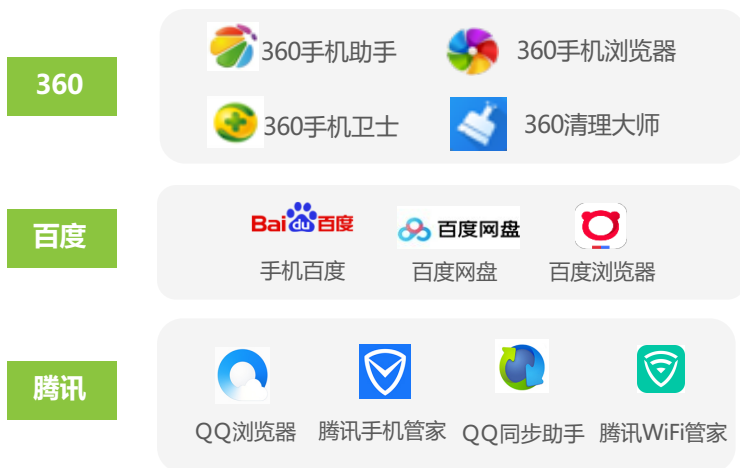 360
360手机助手
360手机浏览器
360手机卫士
360清理大师
百度
Bai du 百度
百度网盘
手机百度
百度网盘
百度浏览器
腾讯
QQ浏览器
腾讯手机管家
QQ同步助手
腾讯WiFi管家